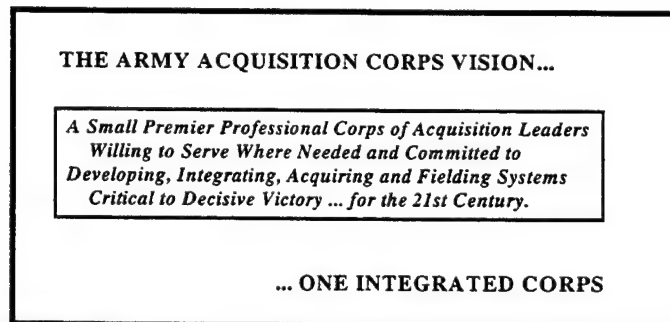 THE ARMY ACQUISITION CORPS VISION...
A Small Premier Professional Corps of Acquisition Leaders
Willing to Serve Where Needed and Committed to
Developing, Integrating, Acquiring and Fielding Systems
Critical to Decisive Victory ... for the 21st Century.
... ONE INTEGRATED CORPS